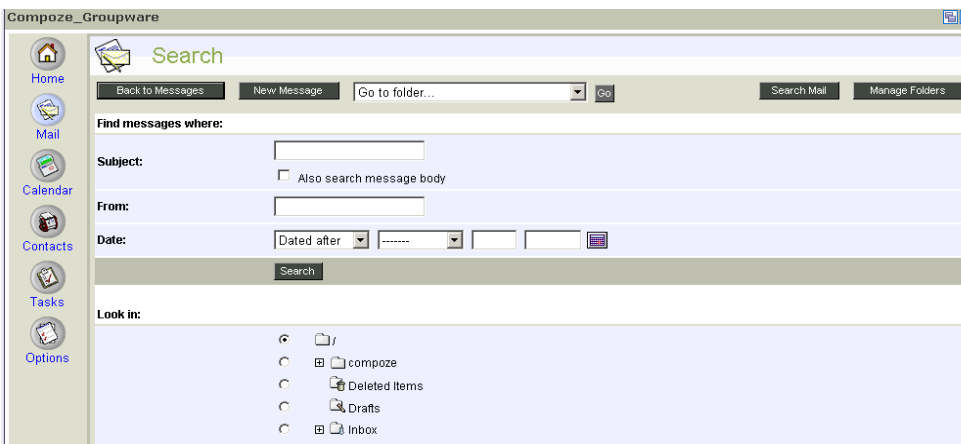 Compoze_Groupware
Home
Mail
Calendar
Contacts
Tasks
Options
Search
Back to Messages New Message Go to folder... Go Search Mail Manage Folders
Find messages where:
Subject:
Also search message body
From:
Date: Dated after -------
Search
Look in:
/
compoze
Deleted Items
Drafts
Inbox